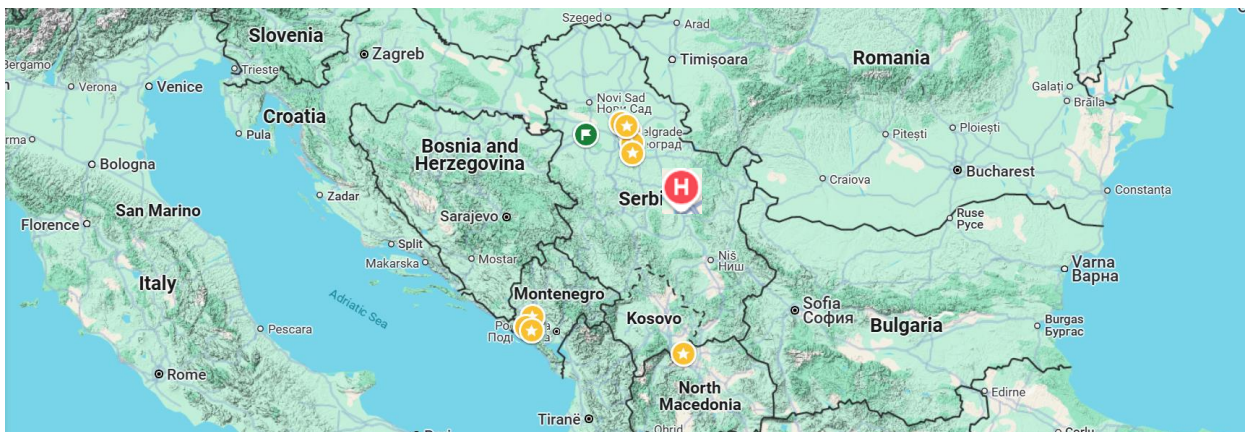 Szeged
Arad
Slovenia
Zagreb
Romania
Bergamo
Trieste
Timișoara
Verona
Venice
Galați
Novi Sad
Нови Сад
Brăila
Croatia
Pula
Bologna
Bosnia and
Herzegovina
Pitești
Ploiești
Craiova
Bucharest
Constanța
Zadar
H
San Marino
Florence
Sarajevo
Ruse
Русе
Split
Makarska
Mostar
Niš
Ниш
Varna
Варна
Italy
Adriatic Sea
Montenegro
Kosovo
Sofia
София
Bulgaria
Burgas
Бургас
Pescara
Rome
North
Macedonia
Edirne
Tiranë
Ohrid